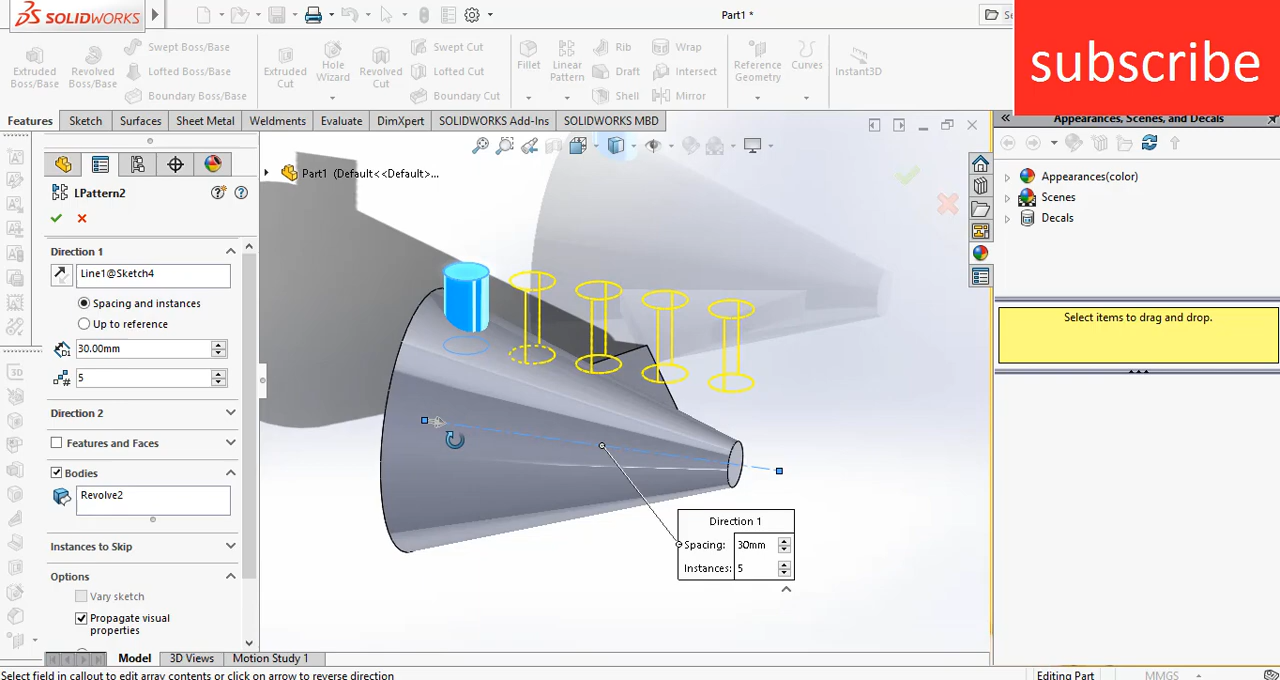 SOLIDWORKS
Part1 *
Se
subscribe
Extruded Boss/Base
Revolved Boss/Base
Swept Boss/Base
Lofted Boss/Base
Boundary Boss/Base
Extruded Cut
Hole Wizard
Revolved Cut
Swept Cut
Lofted Cut
Boundary Cut
Fillet
Linear Pattern
Rib
Draft
Shell
Wrap
Intersect
Mirror
Reference Geometry
Curves
Instant3D
Features
Sketch
Surfaces
Sheet Metal
Weldments
Evaluate
DimXpert
SOLIDWORKS Add-Ins
SOLIDWORKS MBD
Appearances, Scenes, and Decals
LPattern2
Direction 1
Line1@Sketch4
Spacing and instances
Up to reference
30.00mm
5
Direction 2
Features and Faces
Bodies
Revolve2
Instances to Skip
Options
Vary sketch
Propagate visual
properties
Part1 (Default<<Default>...
Direction 1
Spacing: 30mm
Instances: 5
Appearances(color)
Scenes
Decals
Select items to drag and drop.
Model
3D Views
Motion Study 1
Select field in callout to edit array contents or click on arrow to reverse direction
Editing Part
MMGS